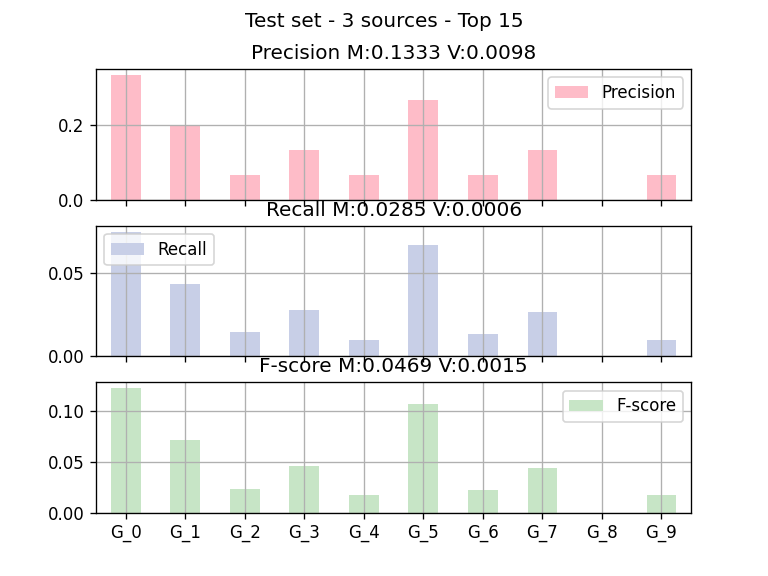 Test set - 3 sources - Top 15
Precision M:0.1333 V:0.0098
Precision
0.2
0.0
Recall M:0.0285 V:0.0006
Recall
0.05
0.00
F-score M:0.0469 V:0.0015
F-score
0.10
0.05
0.00
G_0 G_1 G_2 G_3 G_4 G_5 G_6 G_7 G_8 G_9